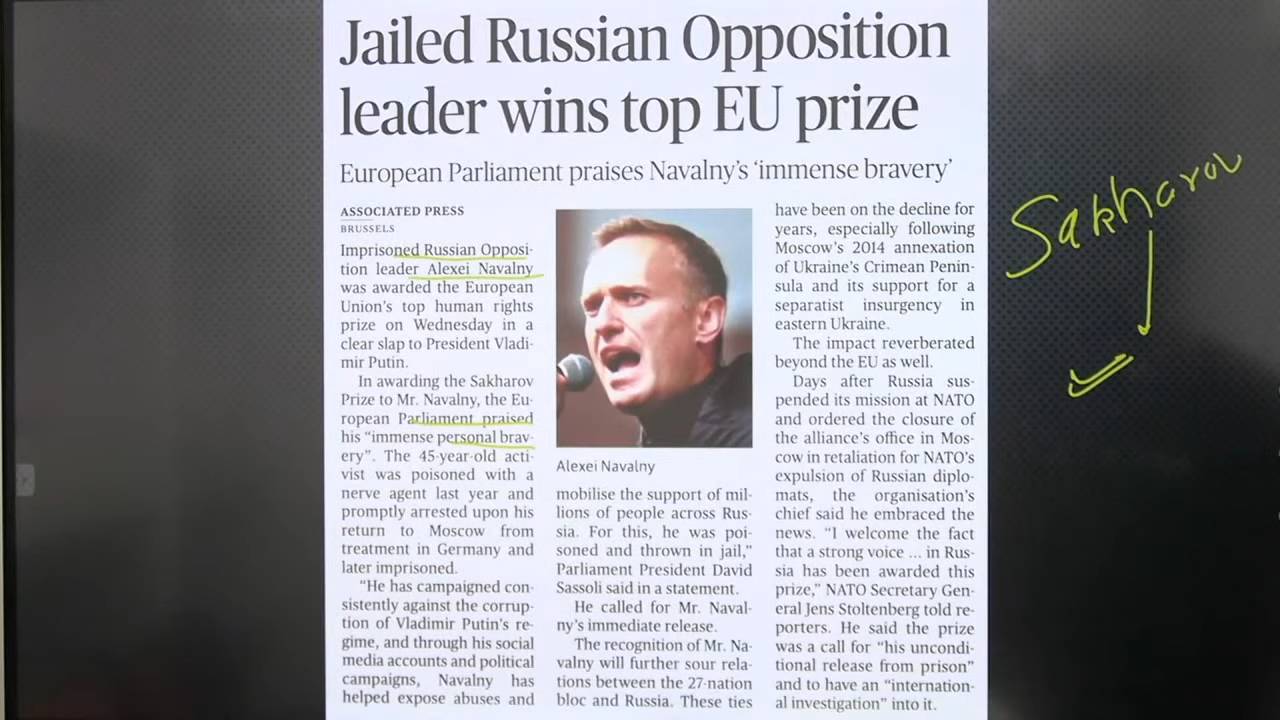 Jailed Russian Opposition
leader wins top EU prize
European Parliament praises Navalny's ‘immense bravery’
ASSOCIATED PRESS
BRUSSELS
Imprisoned Russian Opposi-
tion leader Alexei Navalny
was awarded the European
Union's top human rights
prize on Wednesday in a
clear slap to President Vladi-
mir Putin.
In awarding the Sakharov
Prize to Mr. Navalny, the Eu-
ropean Parliament praised
his “immense personal brav-
ery”. The 45-year-old acti-
vist was poisoned with a
nerve agent last year and
promptly arrested upon his
return to Moscow from
treatment in Germany and
later imprisoned.
“He has campaigned con-
sistently against the corrup-
tion of Vladimir Putin's re-
gime, and through his social
media accounts and political
campaigns, Navalny has
helped expose abuses and
Alexei Navalny
mobilise the support of mil-
lions of people across Rus-
sia. For this, he was poi-
soned and thrown in jail,”
Parliament President David
Sassoli said in a statement.
He called for Mr. Naval-
ny's immediate release.
The recognition of Mr. Na-
valny will further sour rela-
tions between the 27-nation
bloc and Russia. These ties
have been on the decline for
years, especially following
Moscow's 2014 annexation
of Ukraine's Crimean Penin-
sula and its support for a
separatist insurgency in
eastern Ukraine.
The impact reverberated
beyond the EU as well.
Days after Russia sus-
pended its mission at NATO
and ordered the closure of
the alliance's office in Mos-
cow in retaliation for NATO's
expulsion of Russian diplo-
mats, the organisation's
chief said he embraced the
news. “I welcome the fact
that a strong voice ... in Rus-
sia has been awarded this
prize,” NATO Secretary Gen-
eral Jens Stoltenberg told re-
porters. He said the prize
was a call for “his uncondi-
tional release from prison”
and to have an “internation-
al investigation” into it.
Sakharov